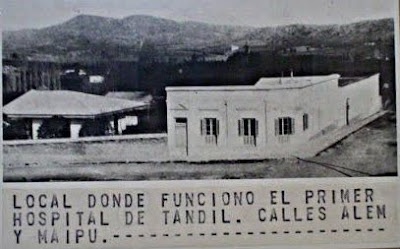 LOCAL DONDE FUNCIONO EL PRIMER
HOSPITAL DE TANDIL. CALLES ALEM
Y MAIPU.-----------------------